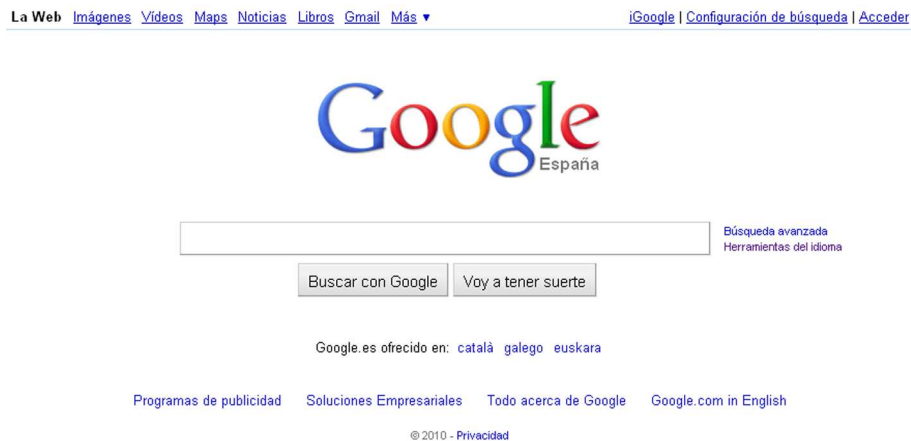 La Web Imágenes Vídeos Maps Noticias Libros Gmail Más ▼ iGoogle | Configuración de búsqueda | Acceder
Google
España
Búsqueda avanzada
Herramientas del idioma
Buscar con Google Voy a tener suerte
Google.es ofrecido en: català galego euskara
Programas de publicidad Soluciones Empresariales Todo acerca de Google Google.com in English
© 2010 - Privacidad